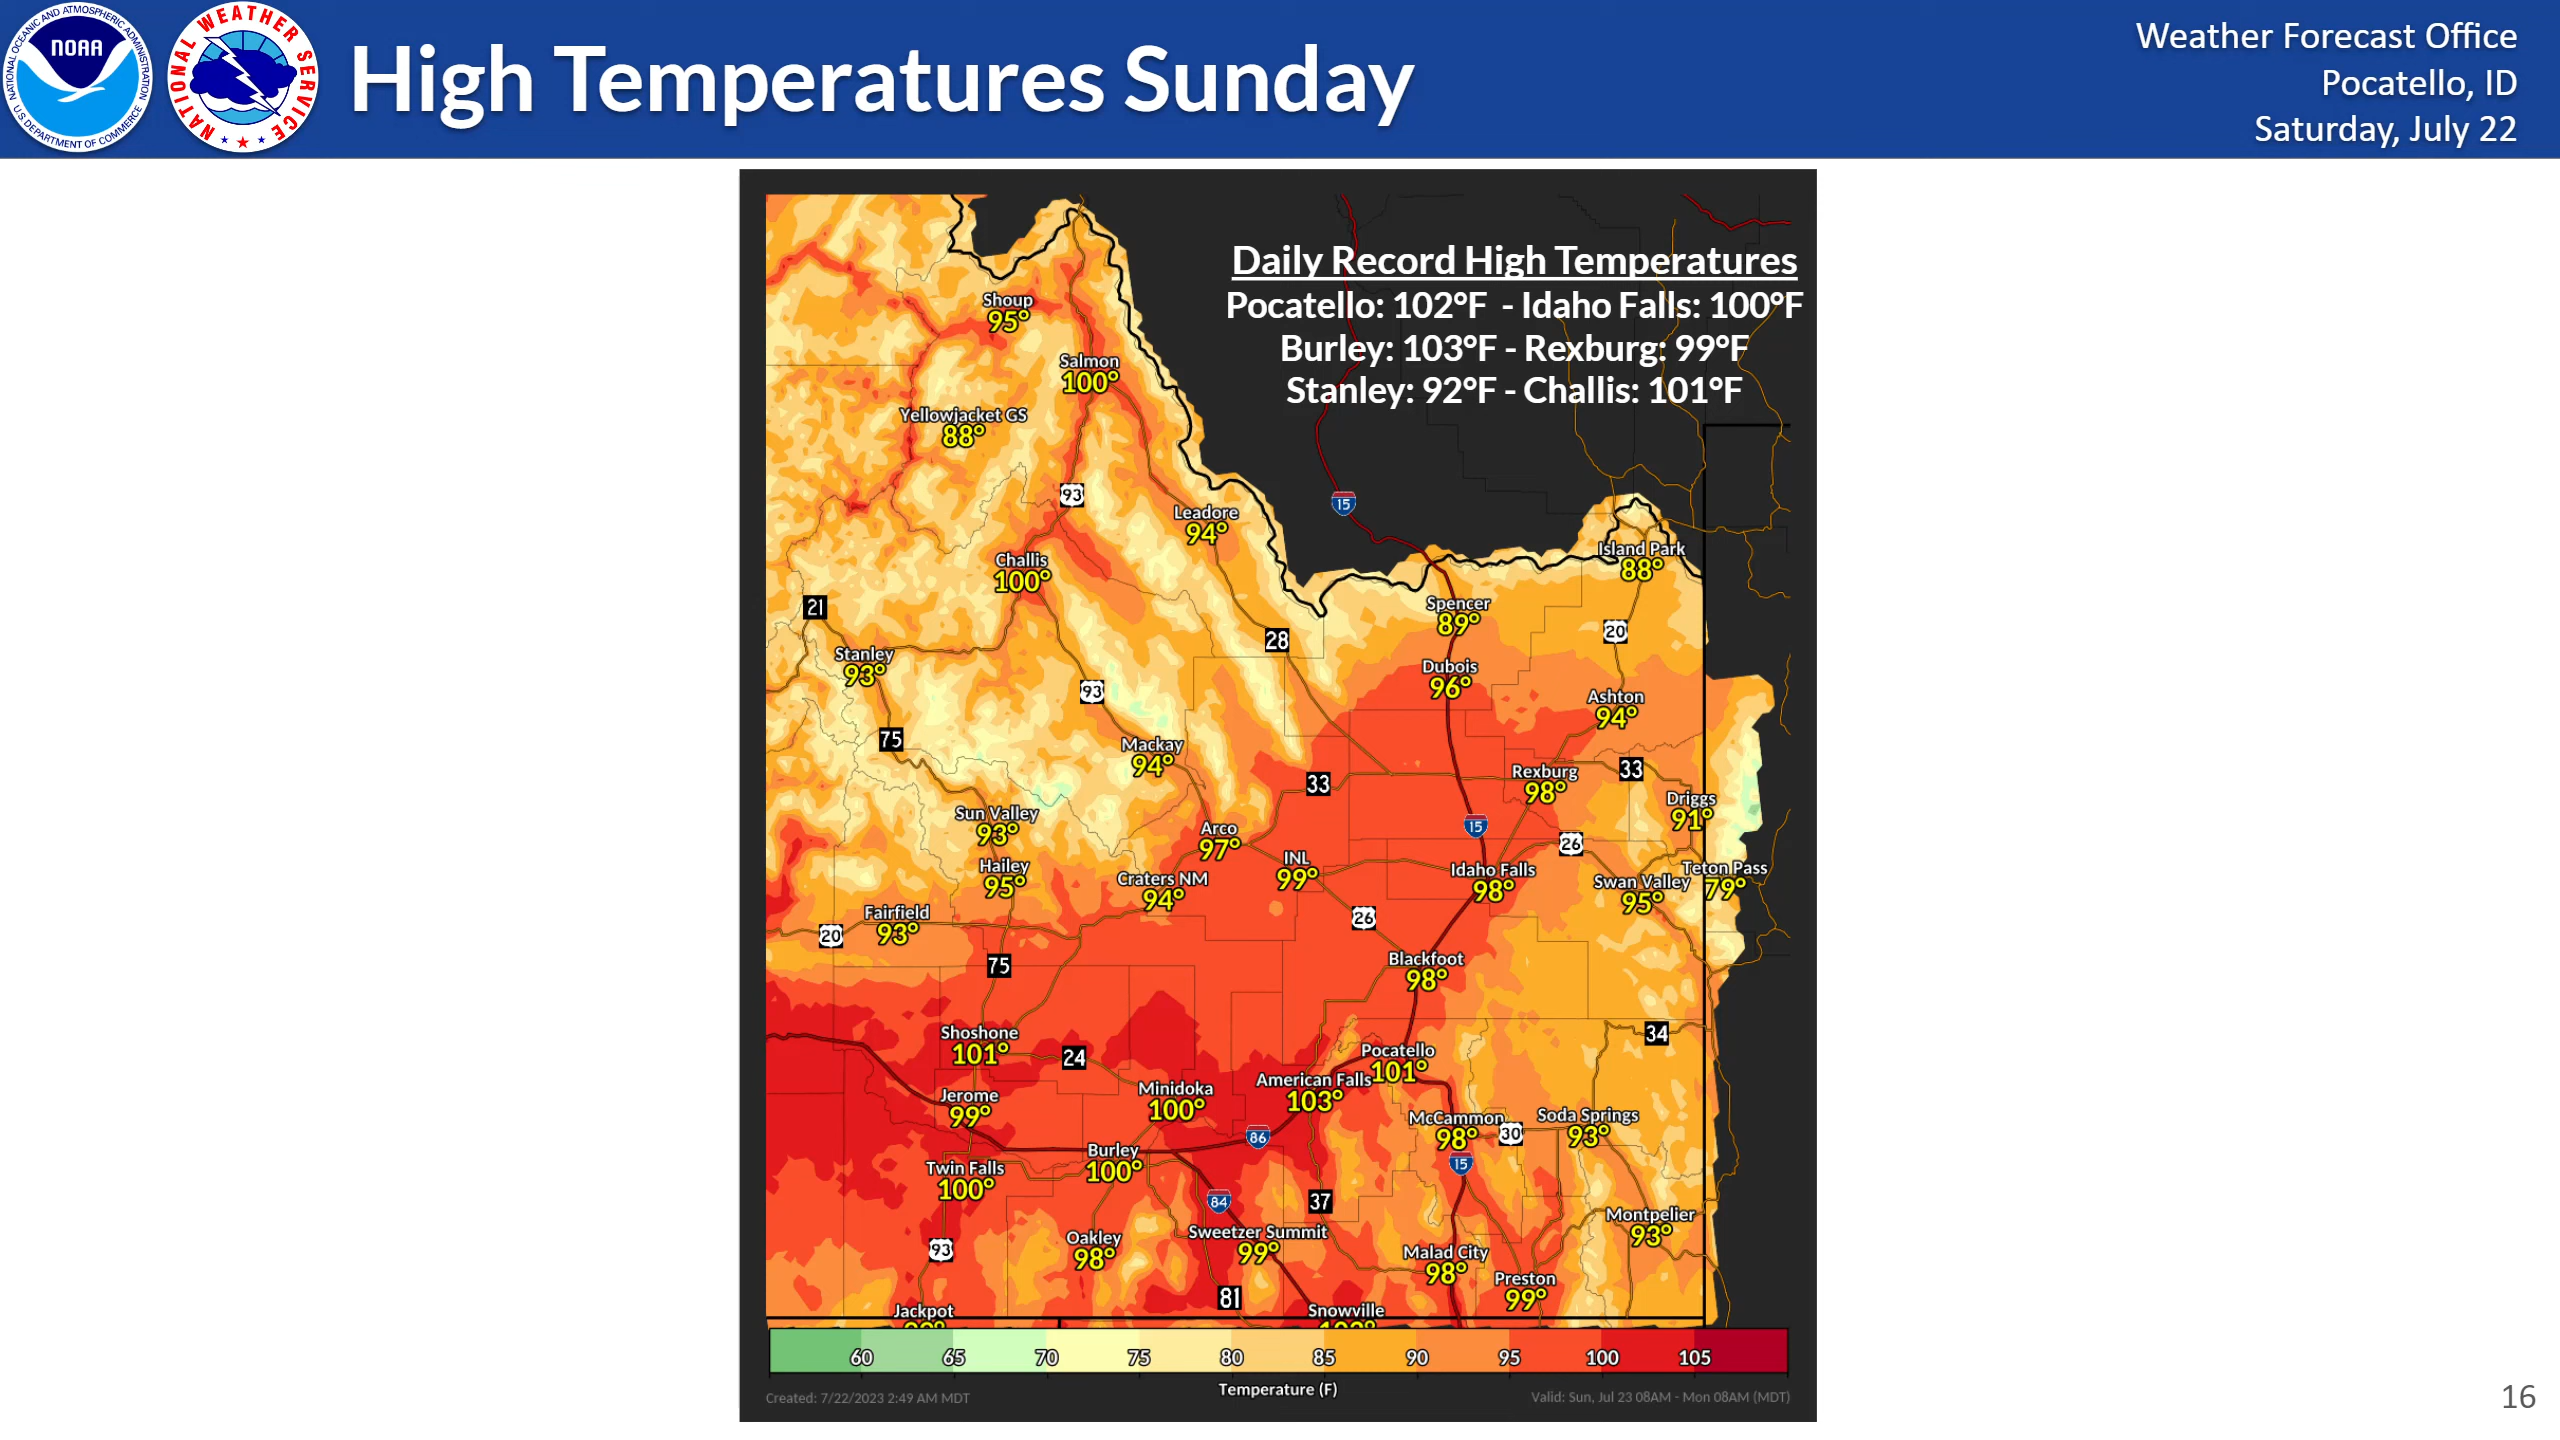 NATIONAL OCEANIC AND ATMOSPHERIC ADMINISTRATION
NOAA
U.S. DEPARTMENT OF COMMERCE
NATIONAL WEATHER SERVICE
High Temperatures Sunday
Weather Forecast Office
Pocatello, ID
Saturday, July 22
Daily Record High Temperatures
Pocatello: 102°F - Idaho Falls: 100°F
Burley: 103°F - Rexburg: 99°F
Stanley: 92°F - Challis: 101°F
Shoup
95°
Salmon
100°
Yellowjacket GS
88°
93
15
Leadore
94°
Island Park
88°
Challis
100°
21
Spencer
89°
28
20
Stanley
93°
Dubois
96°
93
Ashton
94°
75
Mackay
94°
33
Rexburg
98°
33
Driggs
91°
Sun Valley
93°
Arco
97°
15
26
Hailey
95°
INL
99°
Idaho Falls
98°
Teton Pass
79°
Craters NM
94°
Swan Valley
95°
Fairfield
93°
20
26
75
Blackfoot
98°
Shoshone
101°
24
34
Pocatello
101°
American Falls
103°
Minidoka
100°
Jerome
99°
86
McCammon
98°
30
Soda Springs
93°
Burley
100°
15
Twin Falls
100°
84
37
Montpelier
93°
93
Oakley
98°
Sweetzer Summit
99°
Malad City
98°
Preston
99°
81
Jackpot
Snowville
60 65 70 75 80 85 90 95 100 105
Temperature (F)
Created: 7/22/2023 2:49 AM MDT
Valid: Sun, Jul 23 08AM - Mon 08AM (MDT)
16